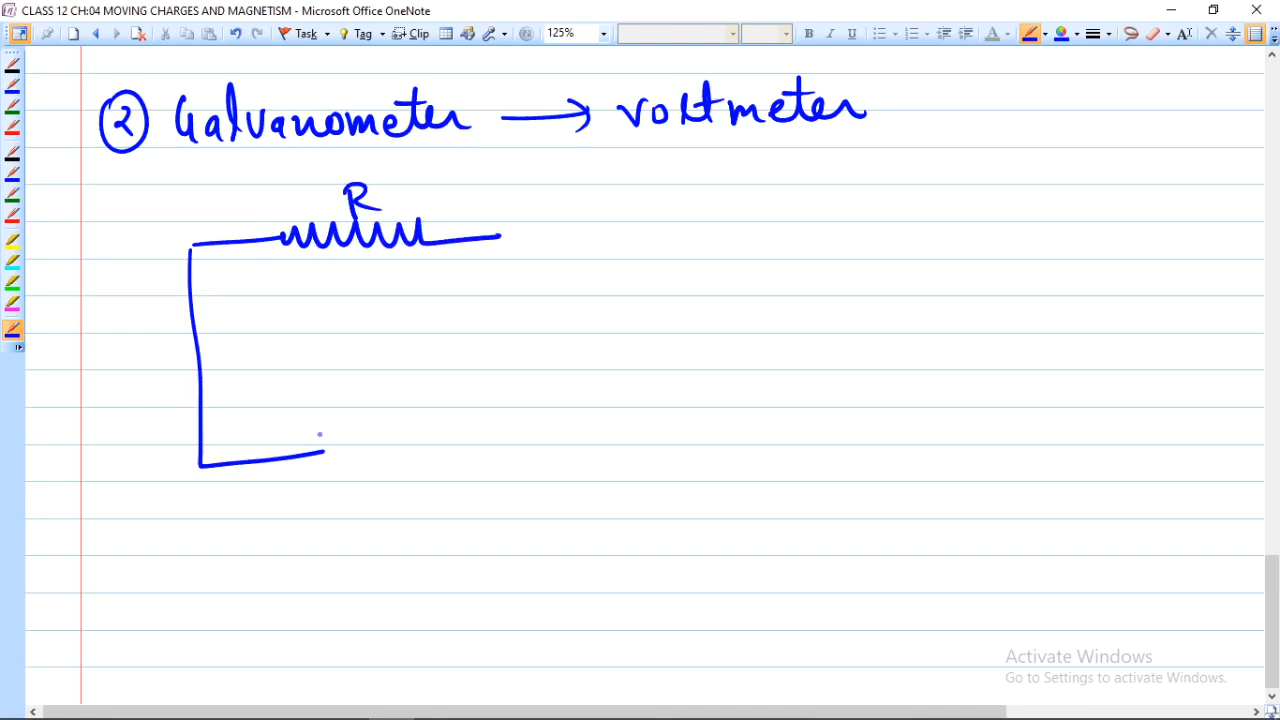 CLASS 12 CH:04 MOVING CHARGES AND MAGNETISM - Microsoft Office OneNote
Task Tag Clip 125% B I U A
② Galvanometer → voltmeter
R
Activate Windows
Go to Settings to activate Windows.